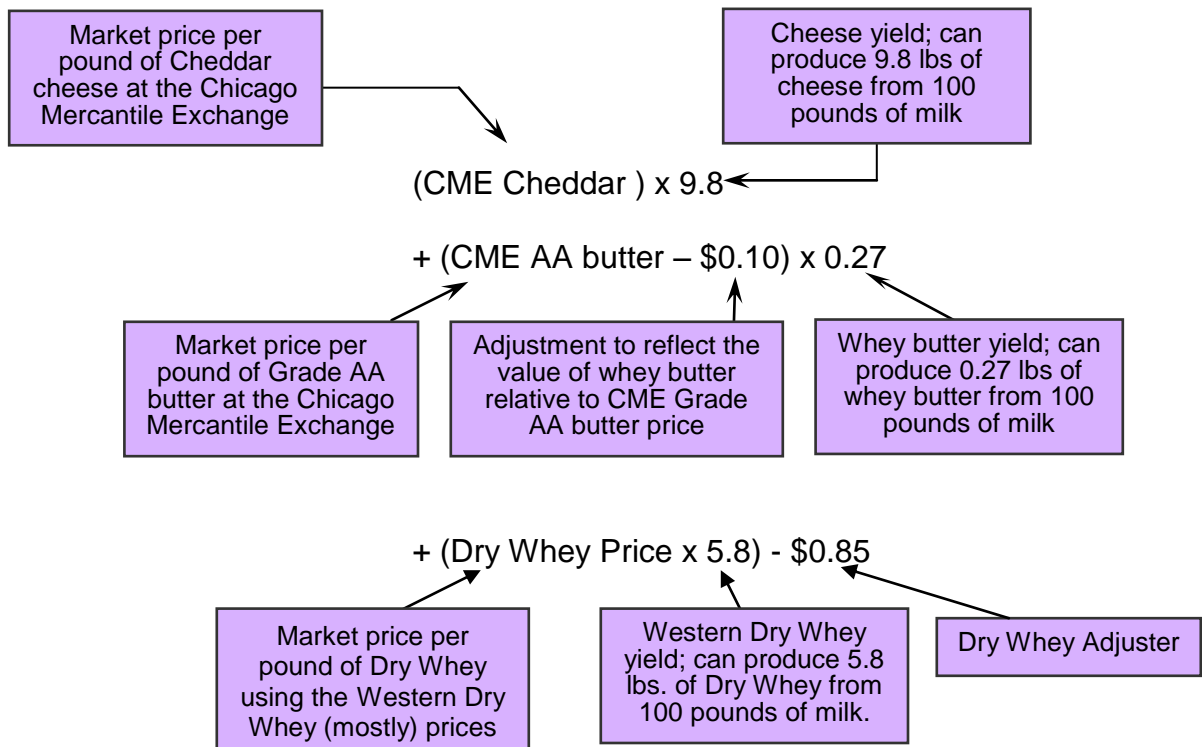 Market price per
pound of Cheddar
cheese at the Chicago
Mercantile Exchange
Cheese yield; can
produce 9.8 lbs of
cheese from 100
pounds of milk
(CME Cheddar ) x 9.8
+ (CME AA butter – $0.10) x 0.27
Market price per
pound of Grade AA
butter at the Chicago
Mercantile Exchange
Adjustment to reflect the
value of whey butter
relative to CME Grade
AA butter price
Whey butter yield; can
produce 0.27 lbs of
whey butter from 100
pounds of milk
+ (Dry Whey Price x 5.8) - $0.85
Market price per
pound of Dry Whey
using the Western Dry
Whey (mostly) prices
Western Dry Whey
yield; can produce 5.8
lbs. of Dry Whey from
100 pounds of milk.
Dry Whey Adjuster